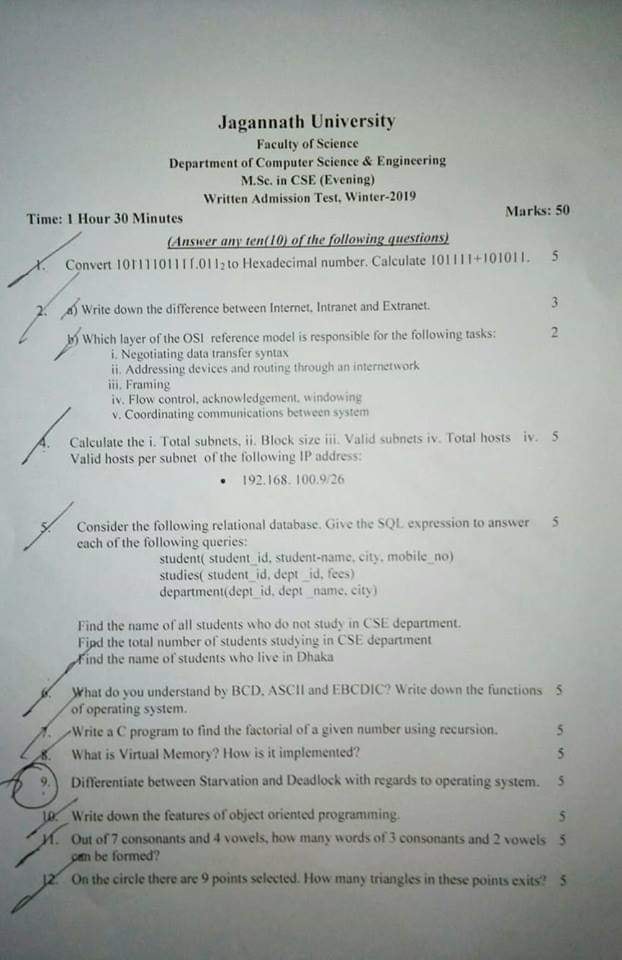 Jagannath University
Faculty of Science
Department of Computer Science & Engineering
M.Sc. in CSE (Evening)
Written Admission Test, Winter-2019
Time: 1 Hour 30 Minutes Marks: 50
(Answer any ten(10) of the following questions)
1. Convert 10111101111.011₂ to Hexadecimal number. Calculate 101111+101011. 5
2. a) Write down the difference between Internet, Intranet and Extranet. 3
b) Which layer of the OSI reference model is responsible for the following tasks: 2
i. Negotiating data transfer syntax
ii. Addressing devices and routing through an internetwork
iii. Framing
iv. Flow control, acknowledgement, windowing
v. Coordinating communications between system
4. Calculate the i. Total subnets, ii. Block size iii. Valid subnets iv. Total hosts iv. 5
Valid hosts per subnet of the following IP address:
• 192.168. 100.9/26
5. Consider the following relational database. Give the SQL expression to answer 5
each of the following queries:
student( student_id, student-name, city, mobile_no)
studies( student_id, dept _id, fees)
department(dept_id, dept _name, city)
Find the name of all students who do not study in CSE department.
Find the total number of students studying in CSE department
Find the name of students who live in Dhaka
6. What do you understand by BCD, ASCII and EBCDIC? Write down the functions 5
of operating system.
7. Write a C program to find the factorial of a given number using recursion. 5
8. What is Virtual Memory? How is it implemented? 5
9. Differentiate between Starvation and Deadlock with regards to operating system. 5
10. Write down the features of object oriented programming. 5
11. Out of 7 consonants and 4 vowels, how many words of 3 consonants and 2 vowels 5
can be formed?
12. On the circle there are 9 points selected. How many triangles in these points exits? 5